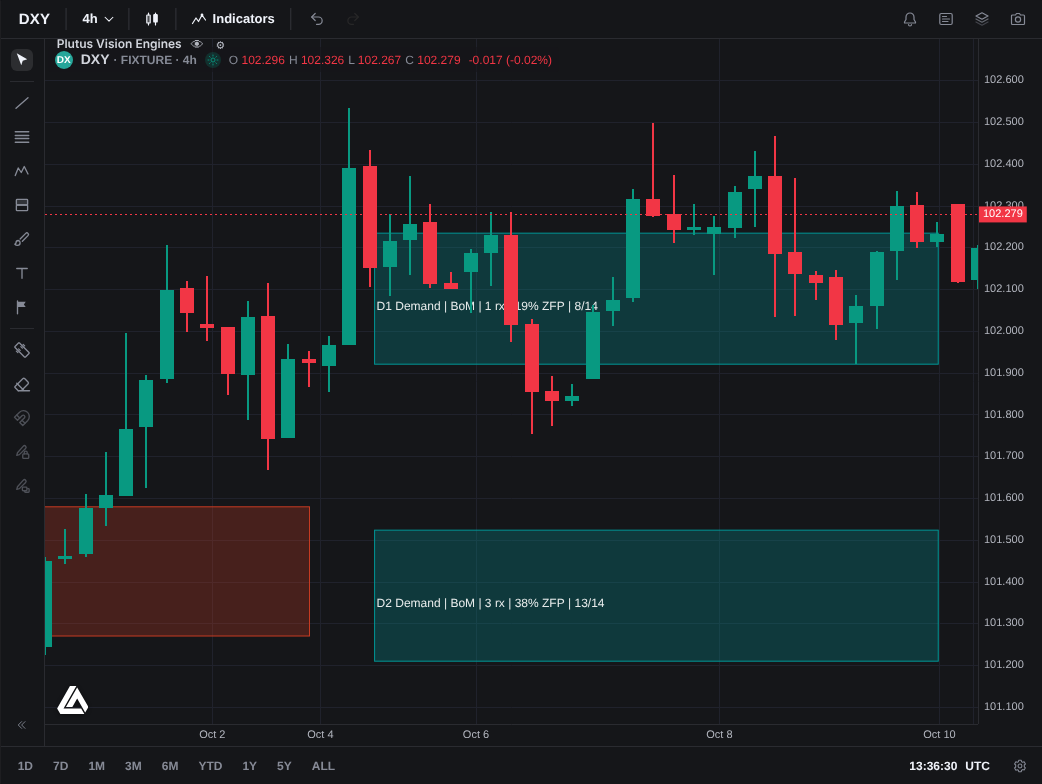 DXY 4h Indicators
Plutus Vision Engines
DX DXY · FIXTURE · 4h O 102.296 H 102.326 L 102.267 C 102.279 -0.017 (-0.02%)
102.600
102.500
102.400
102.300
102.279
102.200
102.100
D1 Demand | BoM | 1 rx | 19% ZFP | 8/14
102.000
101.900
101.800
101.700
101.600
101.500
101.400
D2 Demand | BoM | 3 rx | 38% ZFP | 13/14
101.300
101.200
101.100
Oct 2 Oct 4 Oct 6 Oct 8 Oct 10
1D 7D 1M 3M 6M YTD 1Y 5Y ALL 13:36:30 UTC